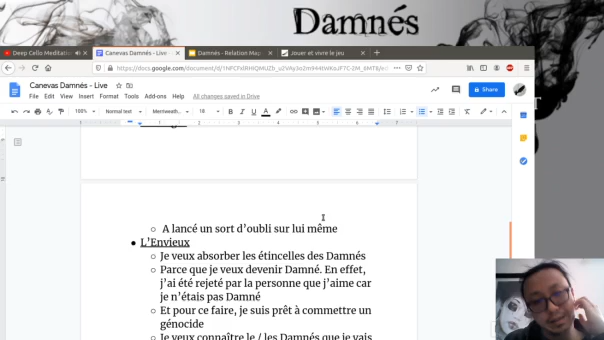 Damnés
Deep Cello Meditati
Canevas Damnés - Live
Damnés - Relation Map
Jouer et vivre le jeu
Canevas Damnés - Live
File Edit View Insert Format Tools Add-ons Help All changes saved in Drive
Share
100% Normal text Merriweath... 18
A lancé un sort d’oubli sur lui même
L’Envieux
Je veux absorber les étincelles des Damnés
Parce que je veux devenir Damné. En effet,
j’ai été rejeté par la personne que j’aime car
je n’étais pas Damné
Et pour ce faire, je suis prêt à commettre un
génocide
Je veux connaître le / les Damnés que je vais